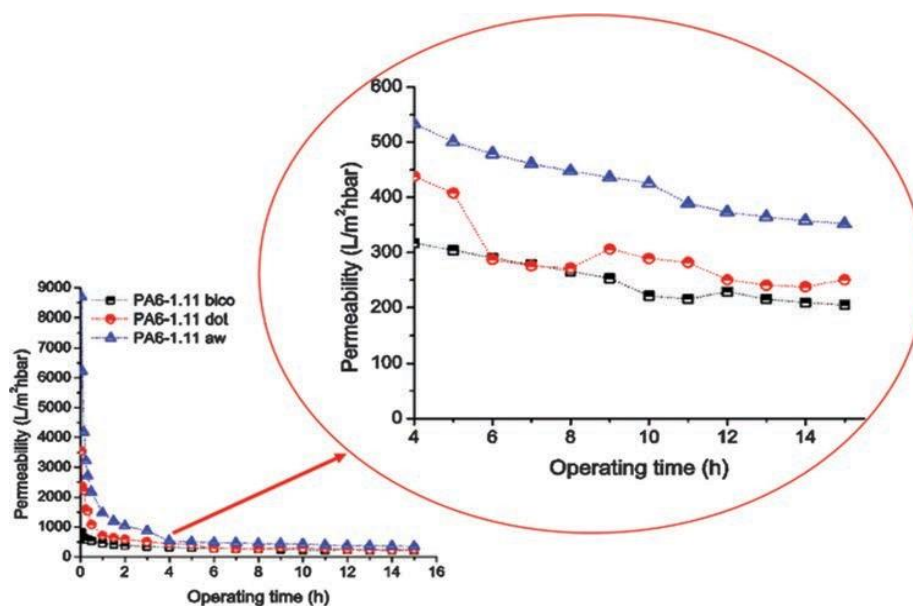 600
500
400
300
200
100
0
Permeability (L/m²hbar)
4 6 8 10 12 14
Operating time (h)
9000
8000
7000
6000
5000
4000
3000
2000
1000
0
Permeability (L/m²hbar)
PA6-1.11 bico
PA6-1.11 dot
PA6-1.11 aw
0 2 4 6 8 10 12 14 16
Operating time (h)